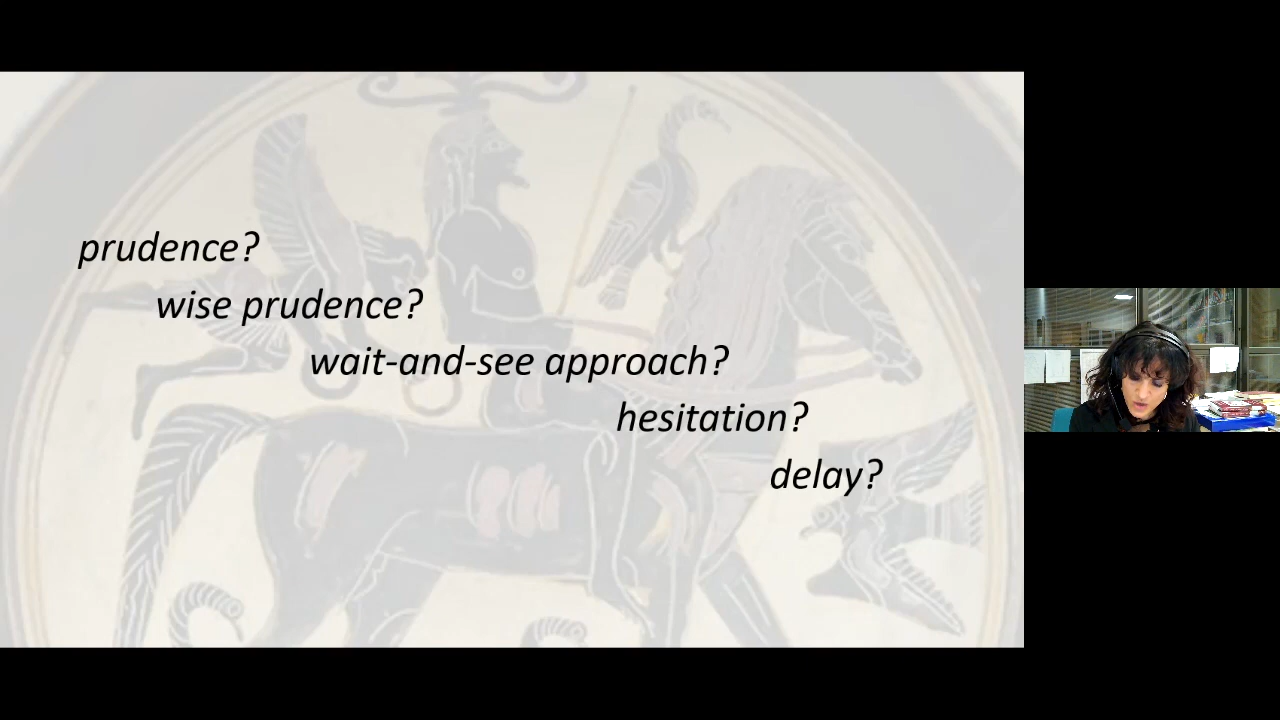 prudence?
wise prudence?
wait-and-see approach?
hesitation?
delay?